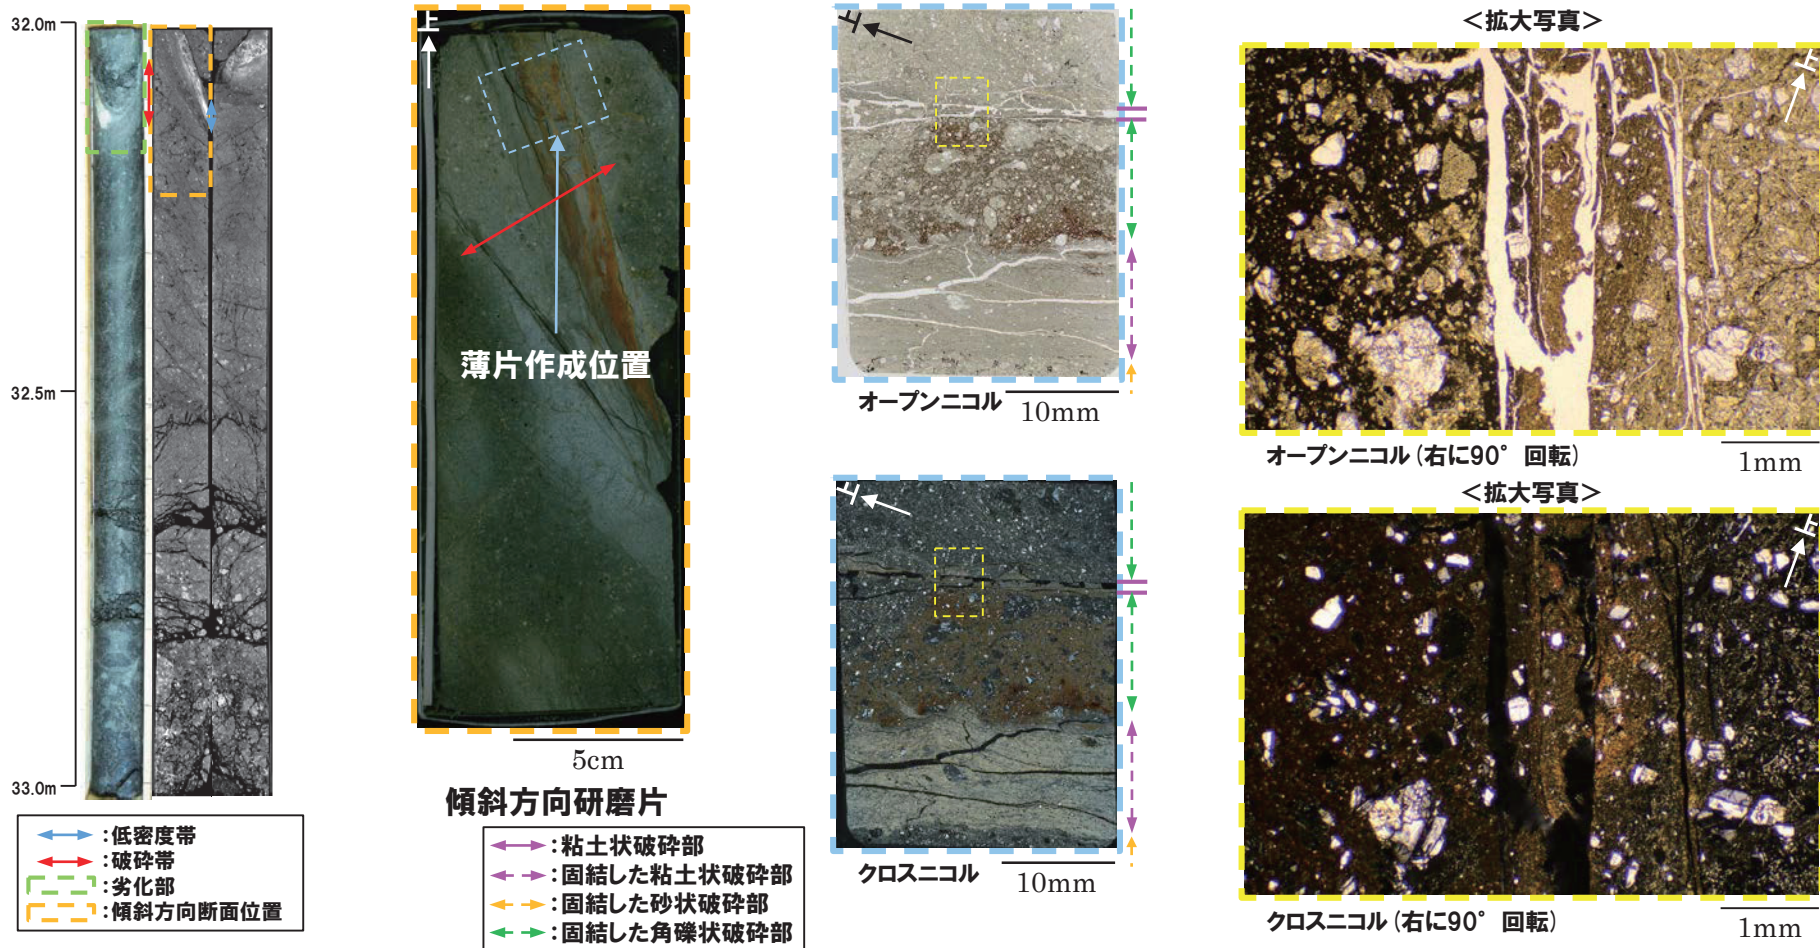 32.0m
32.5m
33.0m
:低密度帯
:破砕帯
:劣化部
:傾斜方向断面位置
上
薄片作成位置
5cm
傾斜方向研磨片
:粘土状破砕部
:固結した粘土状破砕部
:固結した砂状破砕部
:固結した角礫状破砕部
上
オープンニコル
10mm
上
クロスニコル
10mm
<拡大写真>
上
オープンニコル(右に90°回転)
1mm
<拡大写真>
上
クロスニコル(右に90°回転)
1mm